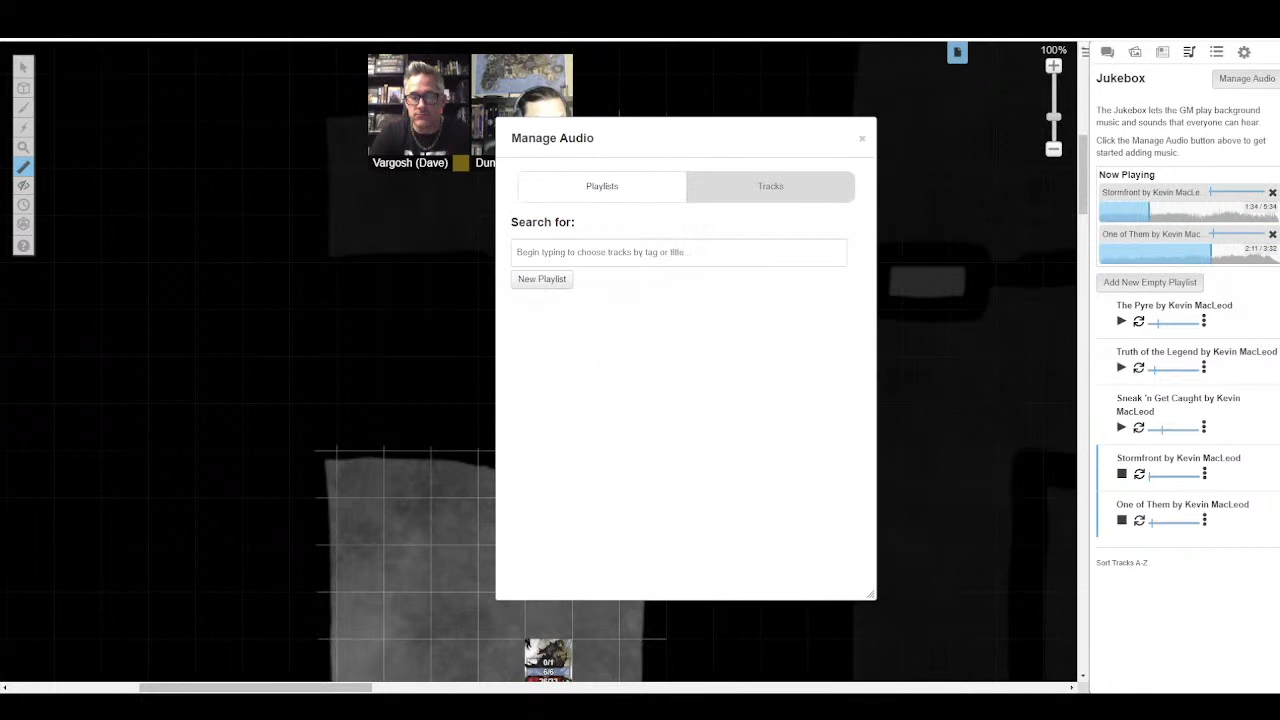 100%
Jukebox
Manage Audio
The Jukebox lets the GM play background
music and sounds that everyone can hear.
Click the Manage Audio button above to get
started adding music.
Now Playing
Stormfront by Kevin MacLe...
1:34 / 5:34
One of Them by Kevin Mac...
2:11 / 3:32
Add New Empty Playlist
The Pyre by Kevin MacLeod
Truth of the Legend by Kevin MacLeod
Sneak 'n Get Caught by Kevin
MacLeod
Stormfront by Kevin MacLeod
One of Them by Kevin MacLeod
Sort Tracks A-Z
Vargosh (Dave)
Dun
Manage Audio
Playlists
Tracks
Search for:
Begin typing to choose tracks by tag or title...
New Playlist
0/1
6/6